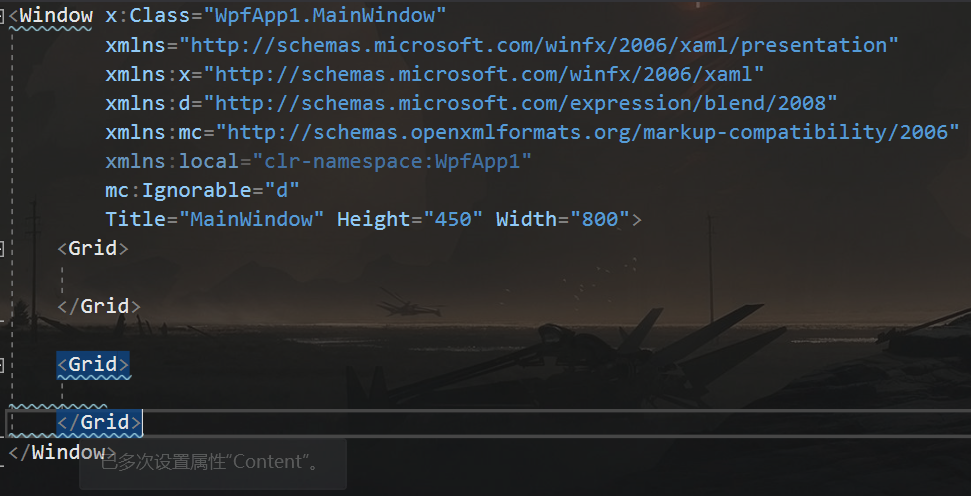 <Window x:Class="WpfApp1.MainWindow"
xmlns="http://schemas.microsoft.com/winfx/2006/xaml/presentation"
xmlns:x="http://schemas.microsoft.com/winfx/2006/xaml"
xmlns:d="http://schemas.microsoft.com/expression/blend/2008"
xmlns:mc="http://schemas.openxmlformats.org/markup-compatibility/2006"
xmlns:local="clr-namespace:WpfApp1"
mc:Ignorable="d"
Title="MainWindow" Height="450" Width="800">
<Grid>
</Grid>
<Grid>
</Grid>
</Window>
已多次设置属性"Content"。